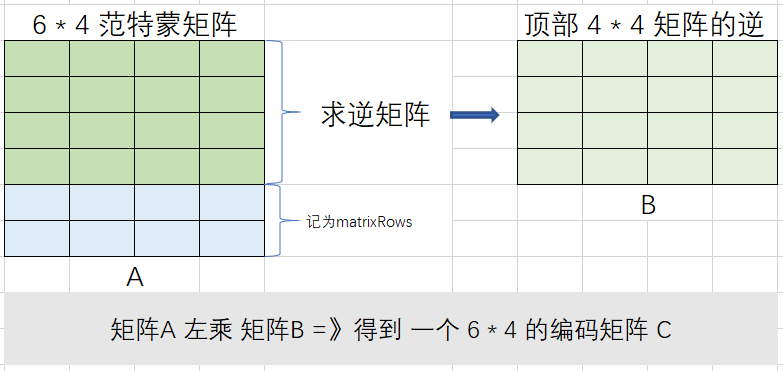 6 * 4 范特蒙矩阵
顶部 4 * 4 矩阵的逆
求逆矩阵
记为matrixRows
B
A
矩阵A 左乘 矩阵B =》得到 一个 6 * 4 的编码矩阵 C